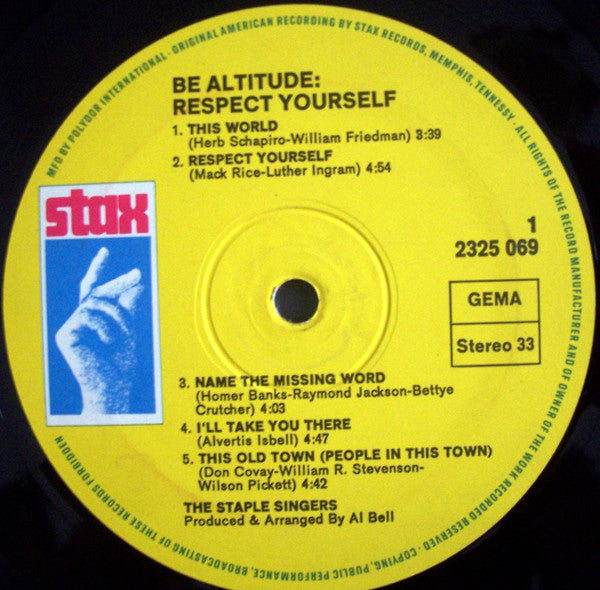 MFD BY POLYDOR INTERNATIONAL · ORIGINAL AMERICAN RECORDING BY STAX RECORDS, MEMPHIS, TENNESSY · ALL RIGHTS OF THE RECORD MANUFACTURER AND OF OWNER OF THE WORK RECORDED RESERVED · COPYING, PUBLIC PERFORMANCE, BROADCASTING OF THESE RECORDS FORBIDDEN
BE ALTITUDE:
RESPECT YOURSELF
1. THIS WORLD
(Herb Schapiro-William Friedman) 3:39
2. RESPECT YOURSELF
(Mack Rice-Luther Ingram) 4:54
stax
1
2325 069
GEMA
Stereo 33
3. NAME THE MISSING WORD
(Homer Banks-Raymond Jackson-Bettye
Crutcher) 4:03
4. I'LL TAKE YOU THERE
(Alvertis Isbell) 4:47
5. THIS OLD TOWN (PEOPLE IN THIS TOWN)
(Don Covay-William R. Stevenson-
Wilson Pickett) 4:42
THE STAPLE SINGERS
Produced & Arranged By Al Bell